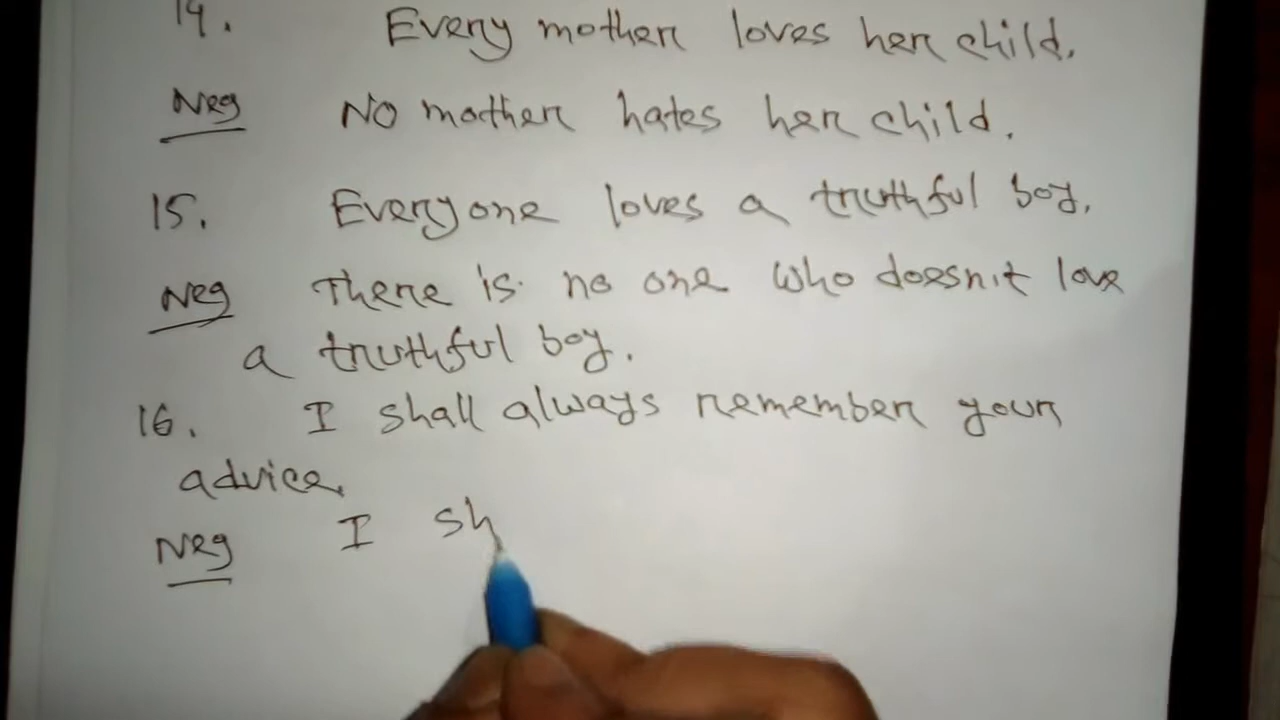 14. Every mother loves her child.
Neg No mother hates her child.
15. Everyone loves a truthful boy.
Neg There is no one who doesn't love
a truthful boy.
16. I shall always remember your
advice.
Neg I sh